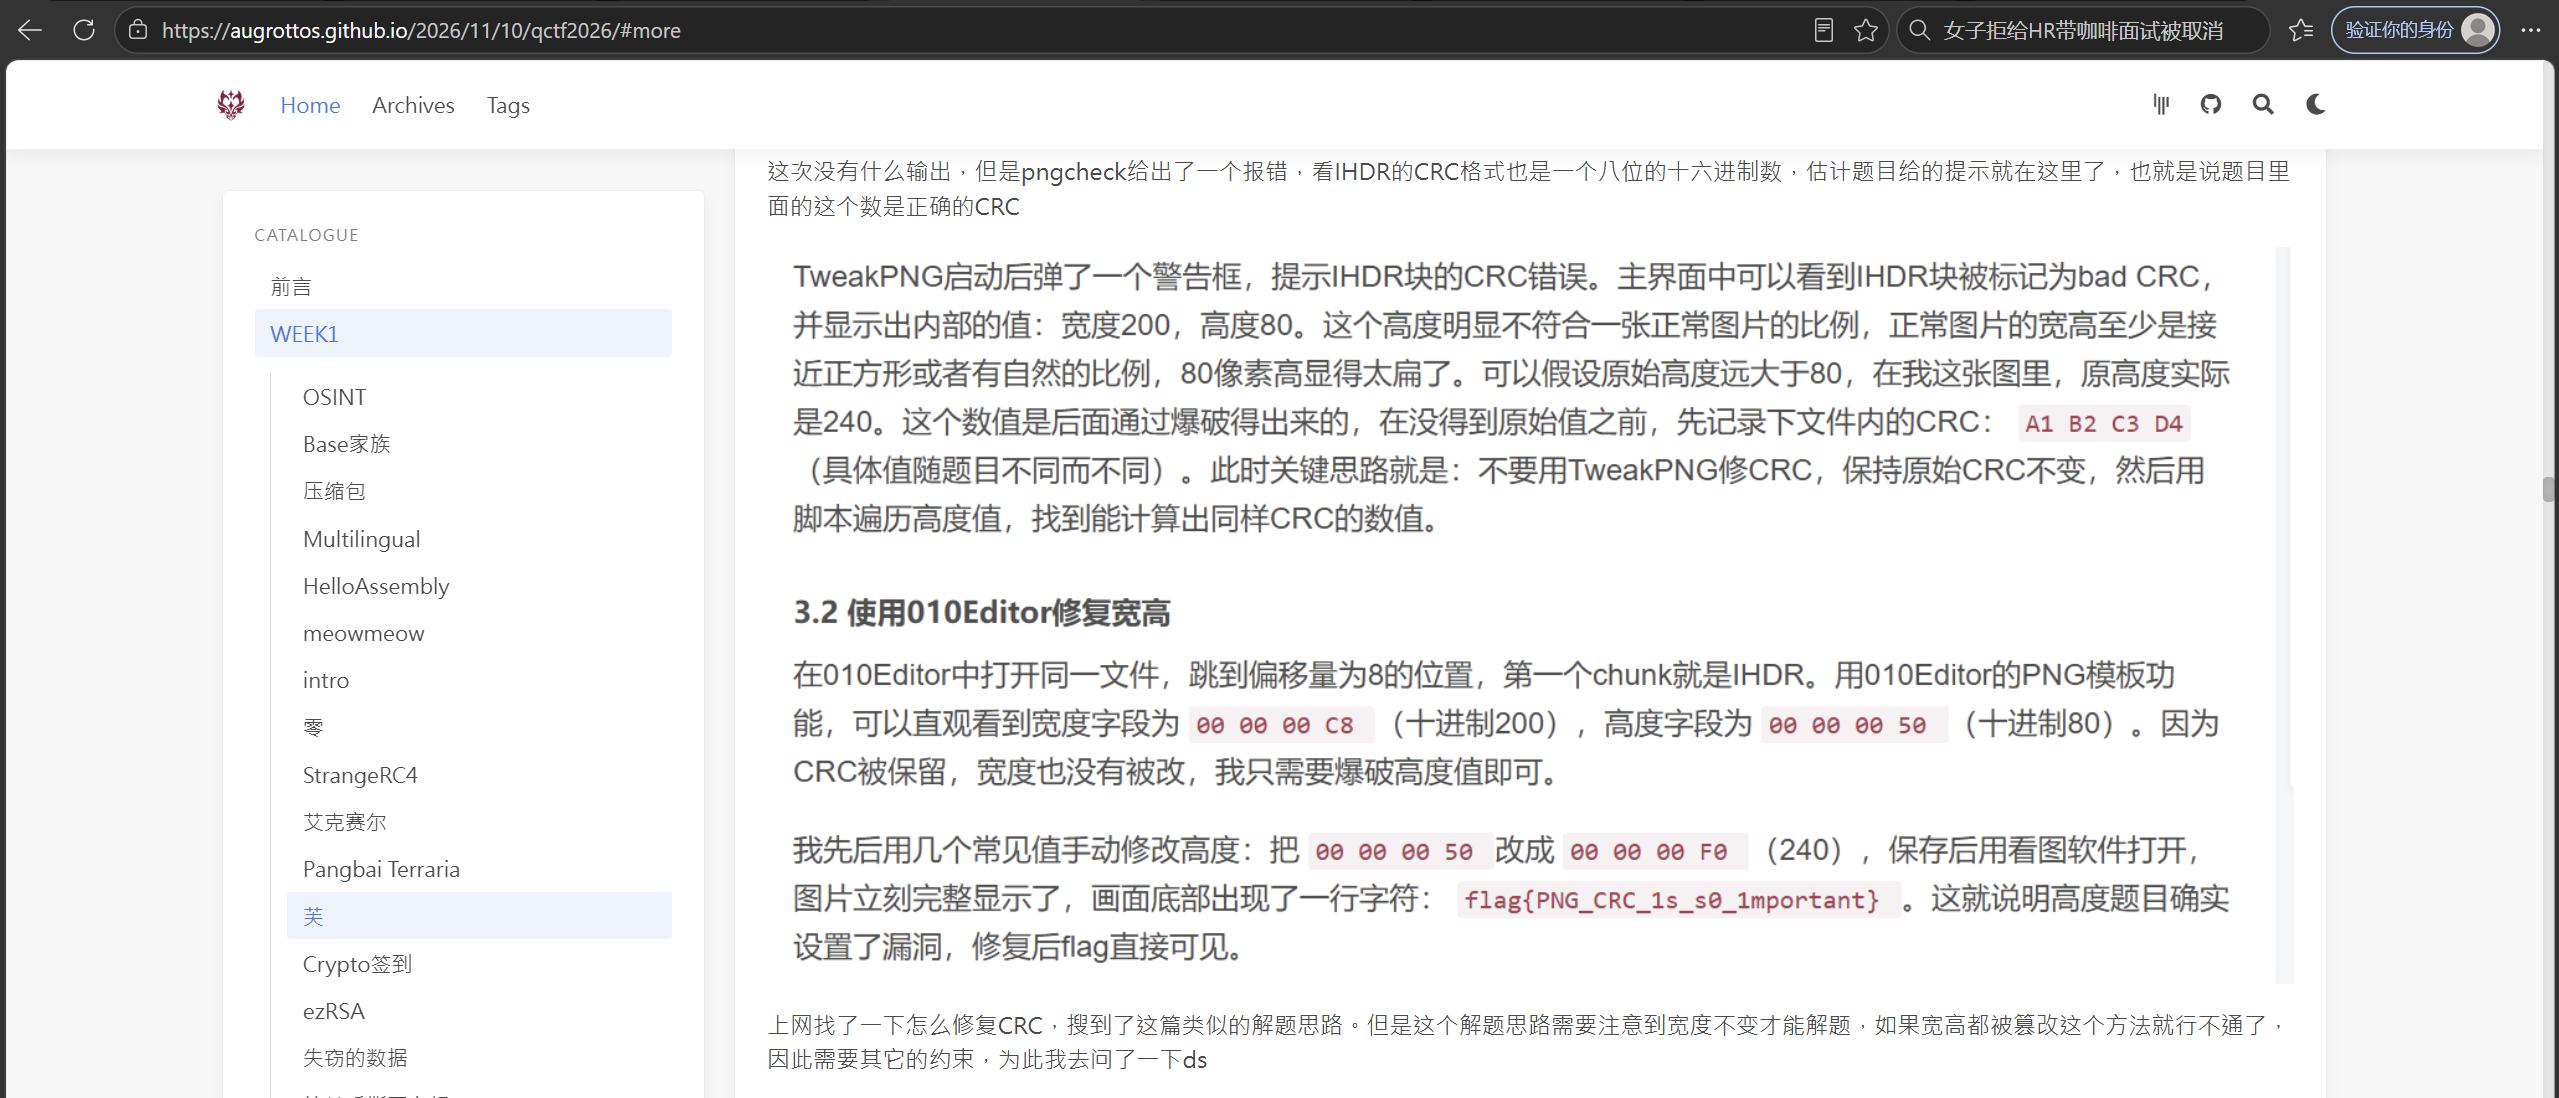 https://augrottos.github.io/2026/11/10/qctf2026/#more
女子拒给HR带咖啡面试被取消
验证你的身份
Home
Archives
Tags
CATALOGUE
前言
WEEK1
OSINT
Base家族
压缩包
Multilingual
HelloAssembly
meowmeow
intro
零
StrangeRC4
艾克赛尔
Pangbai Terraria
芙
Crypto签到
ezRSA
失窃的数据
这次没有什么输出，但是pngcheck给出了一个报错，看IHDR的CRC格式也是一个八位的十六进制数，估计题目给的提示就在这里了，也就是说题目里
面的这个数是正确的CRC
TweakPNG启动后弹了一个警告框，提示IHDR块的CRC错误。主界面中可以看到IHDR块被标记为bad CRC，
并显示出内部的值：宽度200，高度80。这个高度明显不符合一张正常图片的比例，正常图片的宽高至少是接
近正方形或者有自然的比例，80像素高显得太扁了。可以假设原始高度远大于80，在我这张图里，原高度实际
是240。这个数值是后面通过爆破得出来的，在没得到原始值之前，先记录下文件内的CRC： A1 B2 C3 D4
（具体值随题目不同而不同）。此时关键思路就是：不要用TweakPNG修CRC，保持原始CRC不变，然后用
脚本遍历高度值，找到能计算出同样CRC的数值。
3.2 使用010Editor修复宽高
在010Editor中打开同一文件，跳到偏移量为8的位置，第一个chunk就是IHDR。用010Editor的PNG模板功
能，可以直观看到宽度字段为 00 00 00 C8 （十进制200），高度字段为 00 00 00 50 （十进制80）。因为
CRC被保留，宽度也没有被改，我只需要爆破高度值即可。
我先后用几个常见值手动修改高度：把 00 00 00 50 改成 00 00 00 F0 （240），保存后用看图软件打开，
图片立刻完整显示了，画面底部出现了一行字符： flag{PNG_CRC_1s_s0_1mportant} 。这就说明高度题目确实
设置了漏洞，修复后flag直接可见。
上网找了一下怎么修复CRC，搜到了这篇类似的解题思路。但是这个解题思路需要注意到宽度不变才能解题，如果宽高都被篡改这个方法就行不通了，
因此需要其它的约束，为此我去问了一下ds